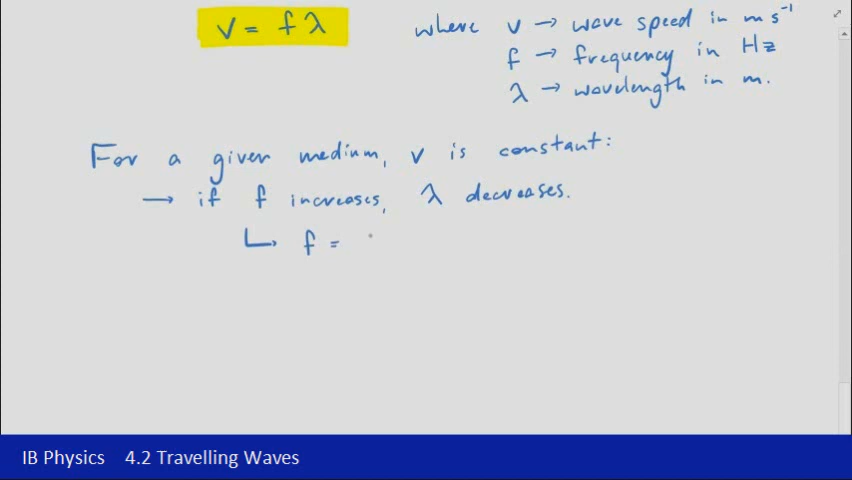 v = f λ
where v → wave speed in m s⁻¹
f → frequency in Hz
λ → wavelength in m.
For a given medium, v is constant:
→ if f increases, λ decreases.
↳ f =
IB Physics 4.2 Travelling Waves